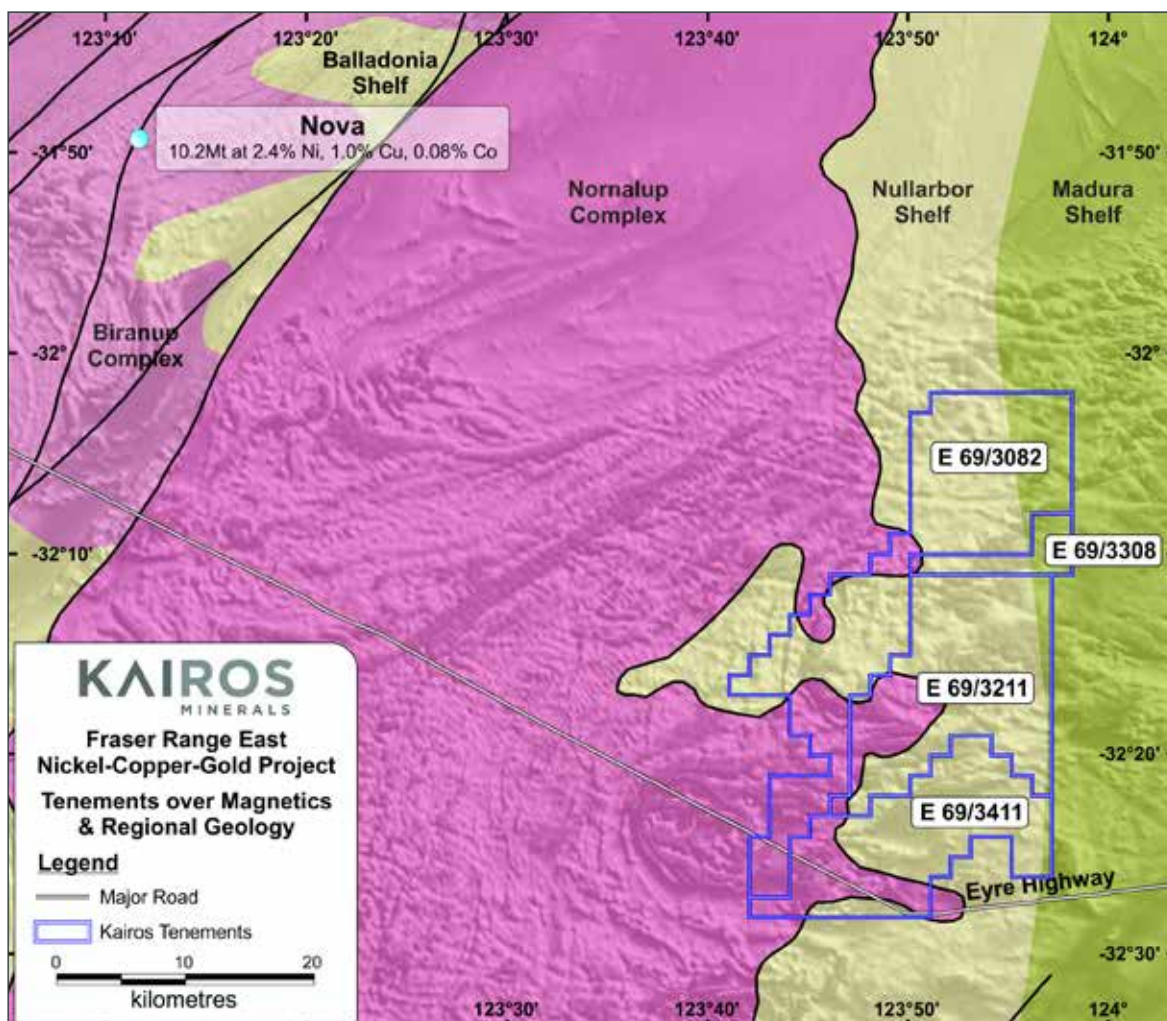 123°10'
123°20'
123°30'
123°40'
123°50'
124°
Balladonia
Shelf
Nova
10.2Mt at 2.4% Ni, 1.0% Cu, 0.08% Co
-31°50'
-31°50'
Nornalup
Complex
Nullarbor
Shelf
Madura
Shelf
Biranup
Complex
-32°
-32°
E 69/3082
-32°10'
E 69/3308
-32°10'
E 69/3211
-32°20'
E 69/3411
Eyre Highway
-32°30'
KAIROS
MINERALS
Fraser Range East
Nickel-Copper-Gold Project
Tenements over Magnetics
& Regional Geology
Legend
Major Road
Kairos Tenements
0 10 20
kilometres
123°30'
123°40'
123°50'
124°